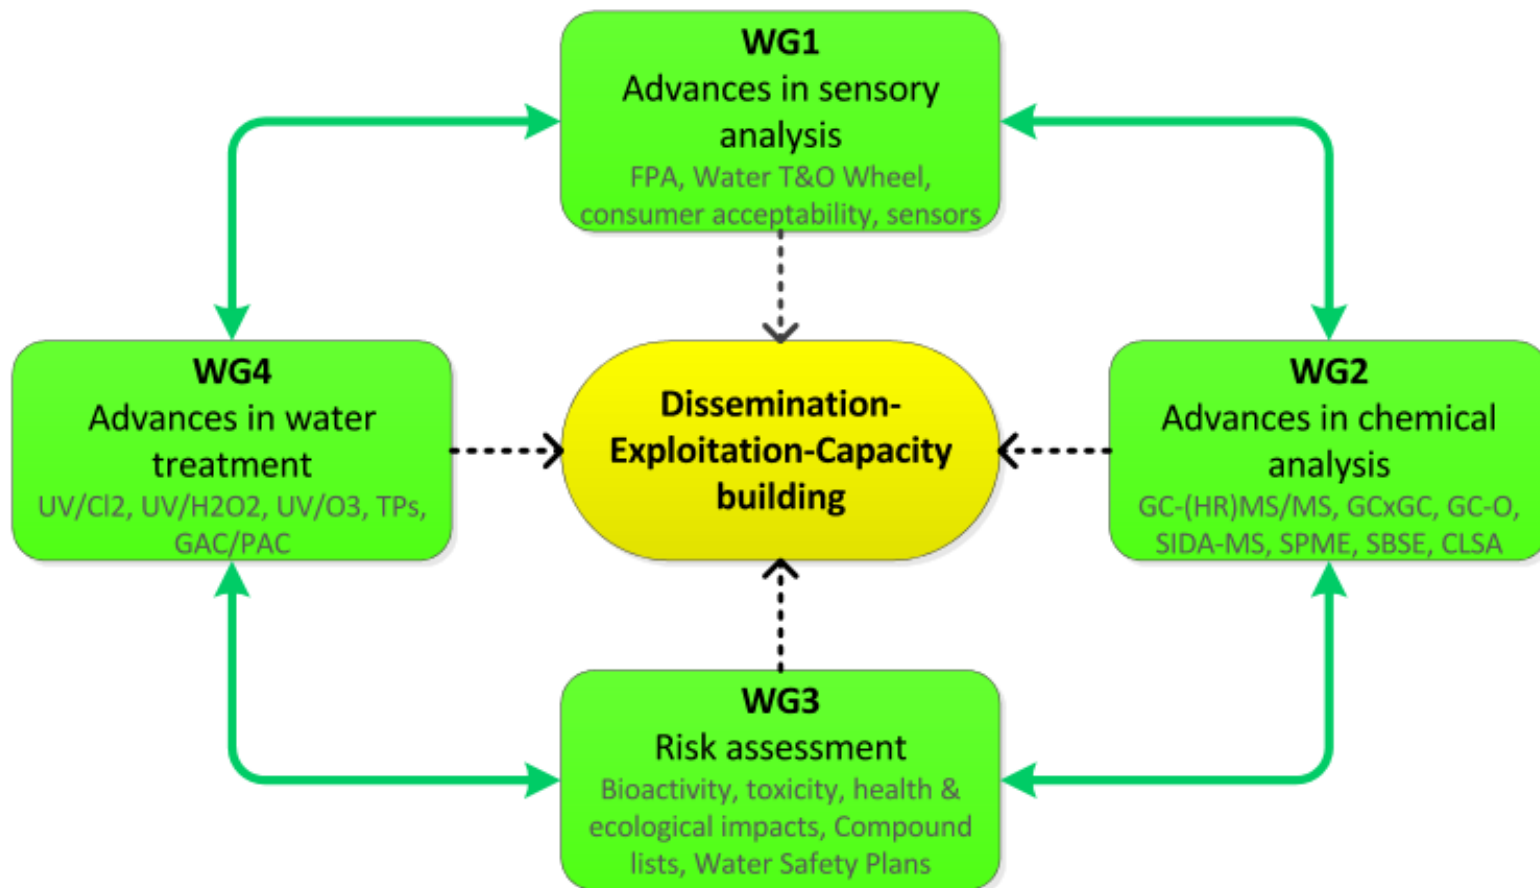 WG1
Advances in sensory
analysis
FPA, Water T&O Wheel,
consumer acceptability, sensors
WG4
Advances in water
treatment
UV/Cl2, UV/H2O2, UV/O3, TPs,
GAC/PAC
Dissemination-
Exploitation-Capacity
building
WG2
Advances in chemical
analysis
GC-(HR)MS/MS, GCxGC, GC-O,
SIDA-MS, SPME, SBSE, CLSA
WG3
Risk assessment
Bioactivity, toxicity, health &
ecological impacts, Compound
lists, Water Safety Plans